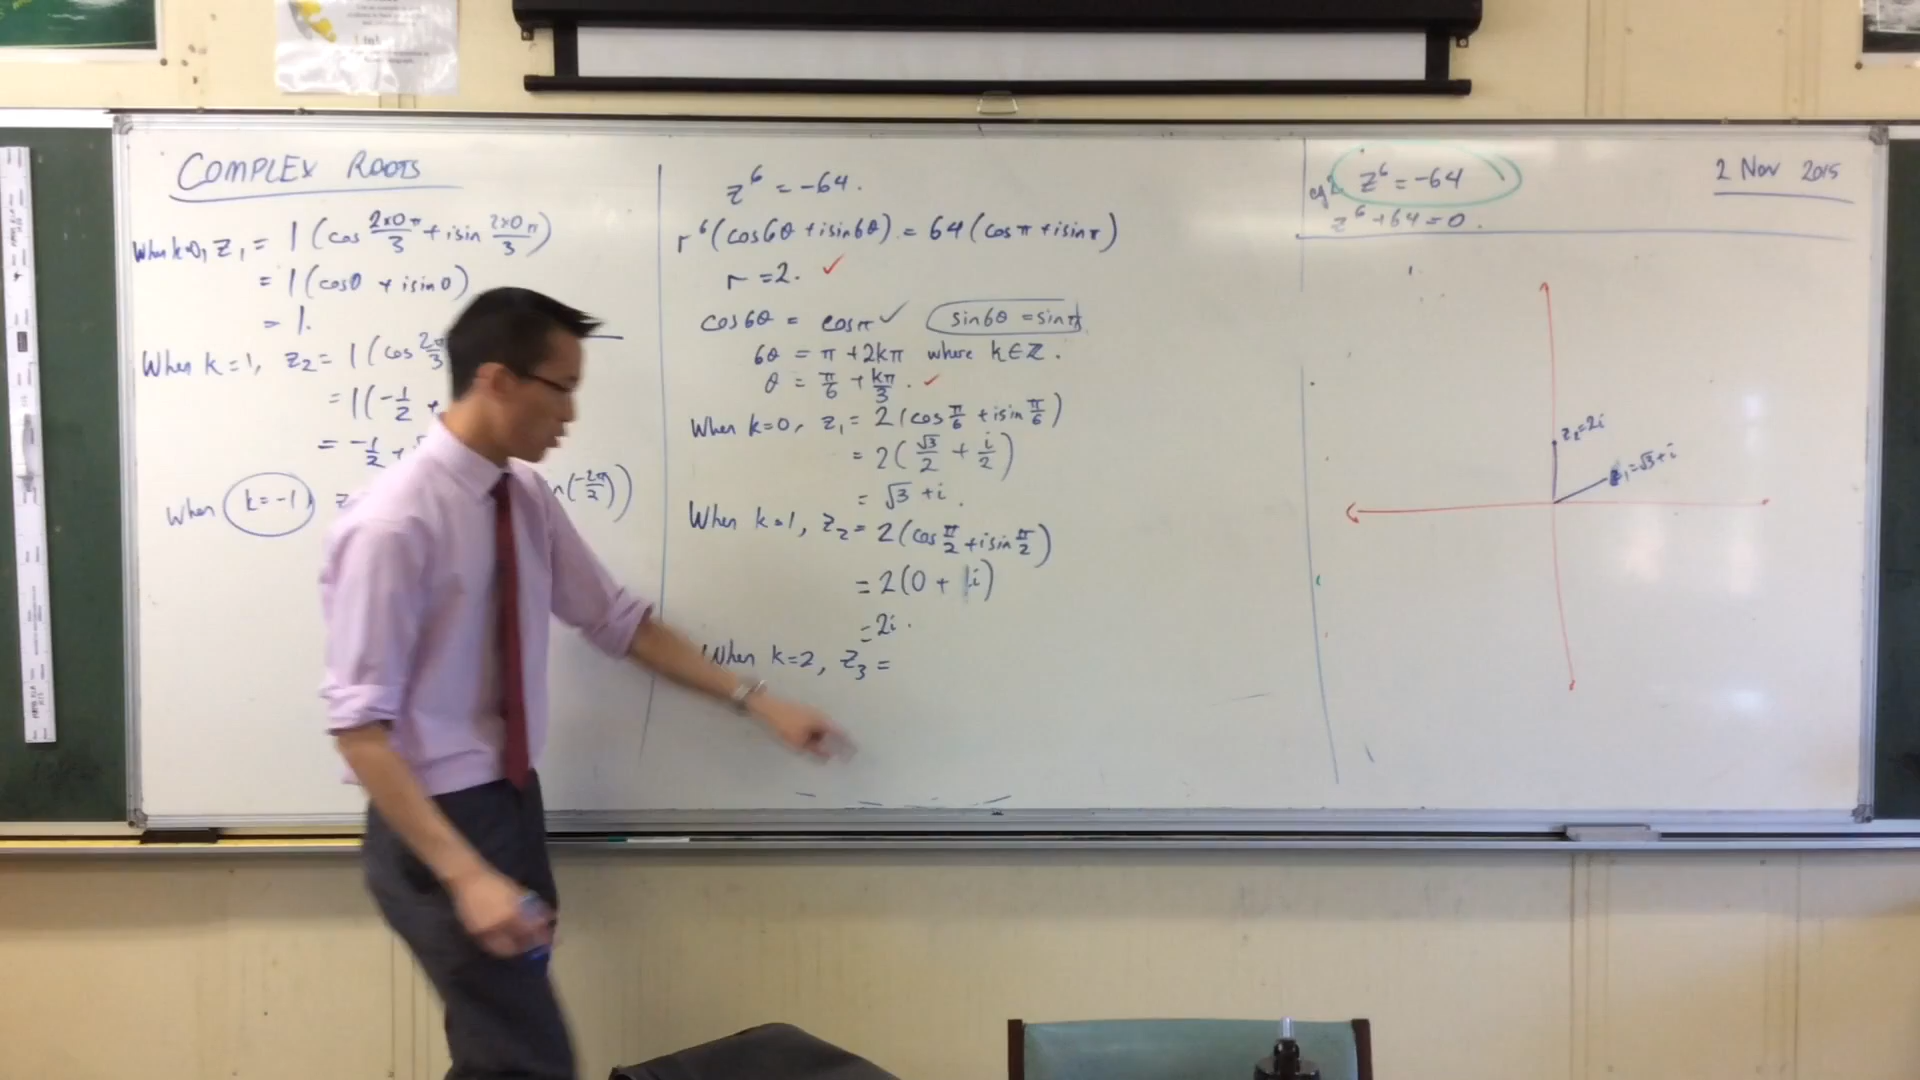 COMPLEX ROOTS
When k=0, z₁ = 1(cos 2×0π/3 + isin 2×0π/3)
= 1(cos0 + isin0)
= 1.
When k=1, z₂ = 1(cos 2π/3
= 1(-1/2 +
= -1/2 +
When k=-1,
(-2π/2))
z⁶ = -64.
r⁶(cos6θ + isin6θ) = 64(cosπ + isinπ)
r = 2. ✓
cos6θ = cosπ ✓ sin6θ = sinπ
6θ = π + 2kπ where k∈Z.
θ = π/6 + kπ/3. ✓
When k=0, z₁ = 2(cos π/6 + isin π/6)
= 2(√3/2 + i/2)
= √3 + i.
When k=1, z₂ = 2(cos π/2 + isin π/2)
= 2(0 + 1i)
= 2i.
When k=2, z₃ =
eg2. z⁶ = -64
z⁶ + 64 = 0.
2 Nov 2015
z₂=2i
z₁=√3+i